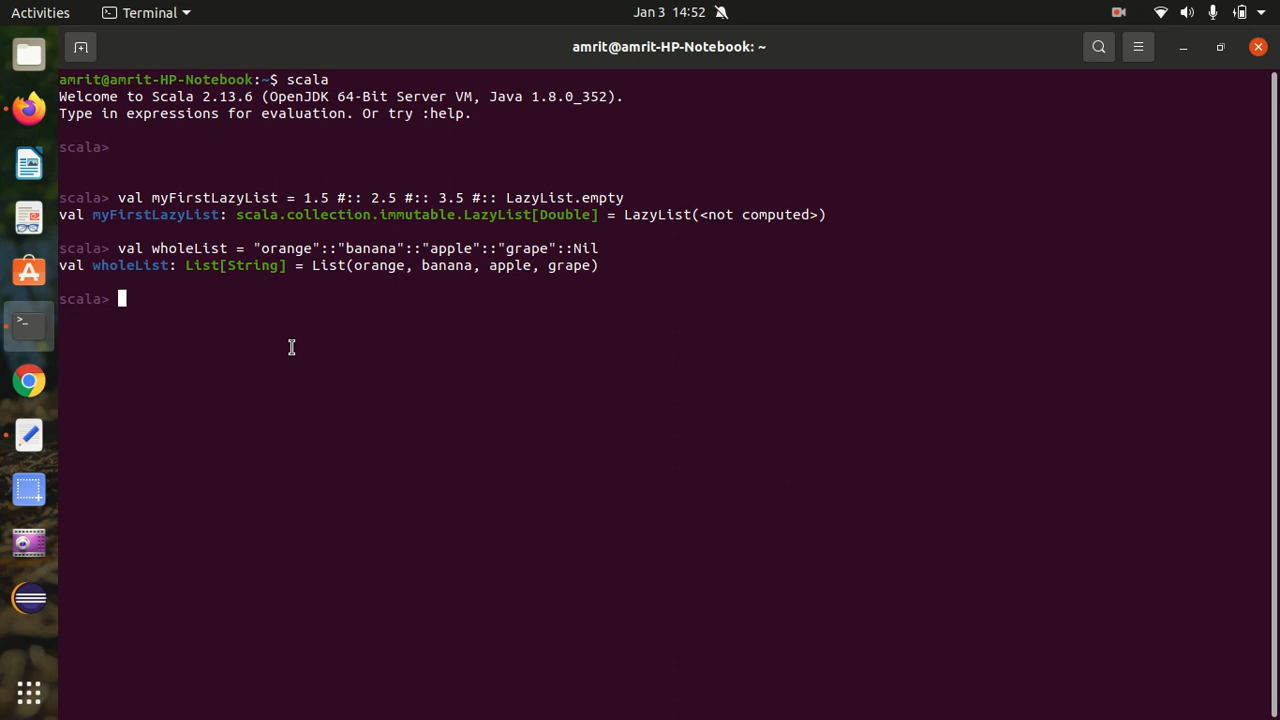 Activities Terminal Jan 3 14:52
amrit@amrit-HP-Notebook: ~
amrit@amrit-HP-Notebook:~$ scala
Welcome to Scala 2.13.6 (OpenJDK 64-Bit Server VM, Java 1.8.0_352).
Type in expressions for evaluation. Or try :help.
scala>
scala> val myFirstLazyList = 1.5 #:: 2.5 #:: 3.5 #:: LazyList.empty
val myFirstLazyList: scala.collection.immutable.LazyList[Double] = LazyList(<not computed>)
scala> val wholeList = "orange"::"banana"::"apple"::"grape"::Nil
val wholeList: List[String] = List(orange, banana, apple, grape)
scala>